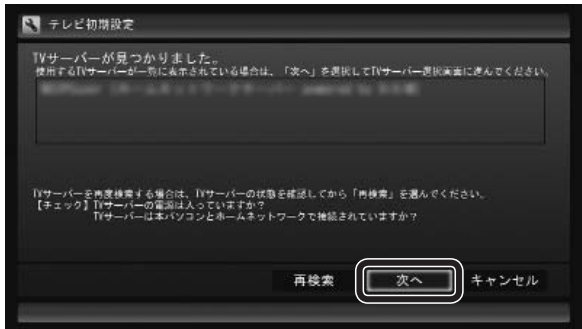 テレビ初期設定
TVサーバーが見つかりました。
使用するTVサーバーが一覧に表示されている場合は、「次へ」を選択してTVサーバー選択画面に進んでください。
TVサーバーを再度検索する場合は、TVサーバーの状態を確認してから「再検索」を選んでください。
【チェック】TVサーバーの電源は入っていますか？
TVサーバーは本パソコンとホームネットワークで接続されていますか？
再検索 次へ キャンセル